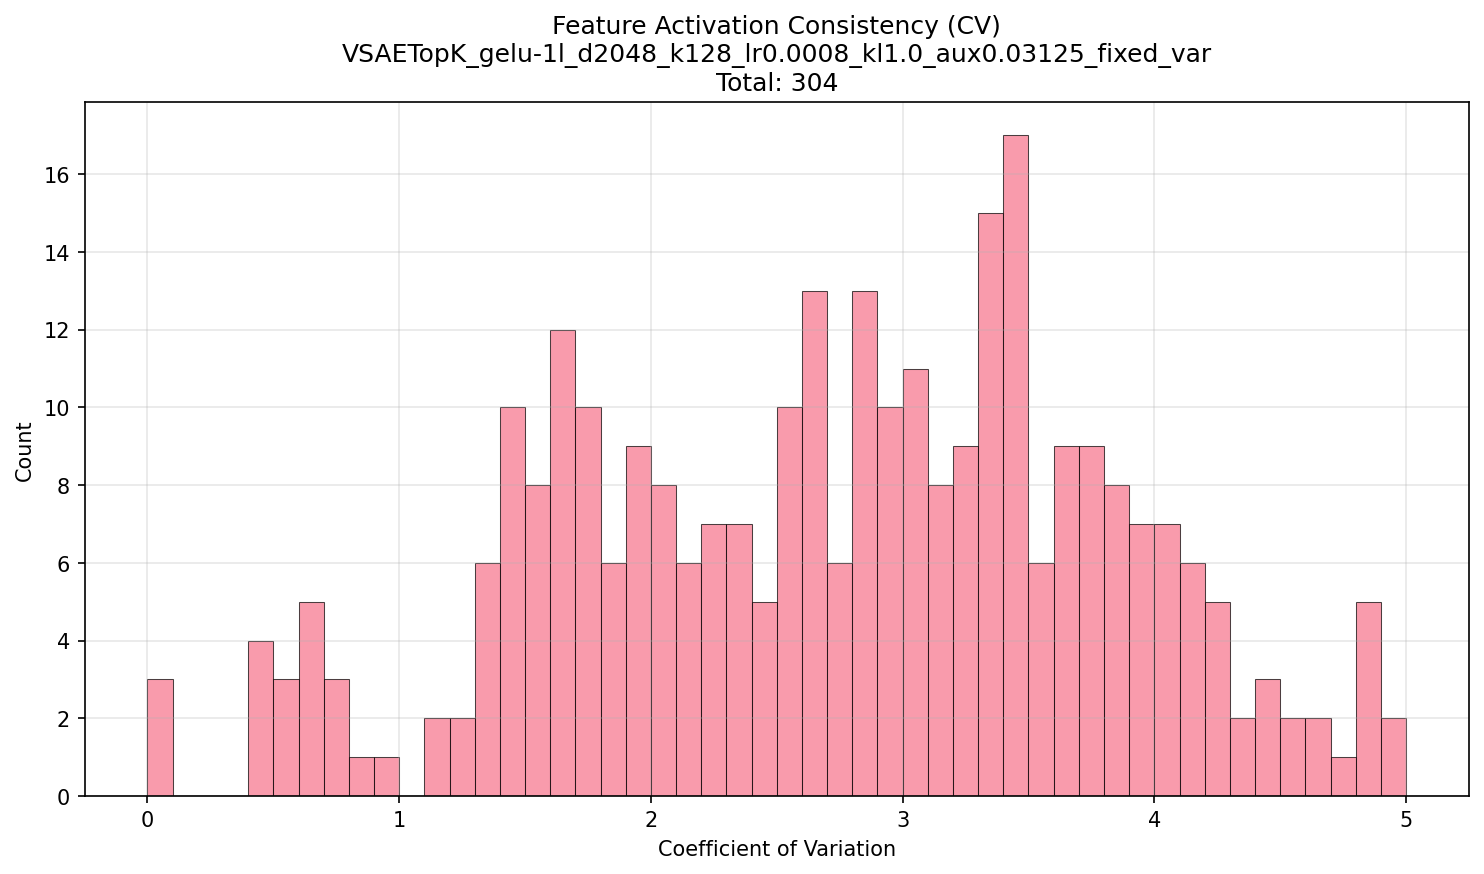 Feature Activation Consistency (CV)
VSAETopK_gelu-1l_d2048_k128_lr0.0008_kl1.0_aux0.03125_fixed_var
Total: 304
16
14
12
10
8
6
4
2
0
Count
0 1 2 3 4 5
Coefficient of Variation